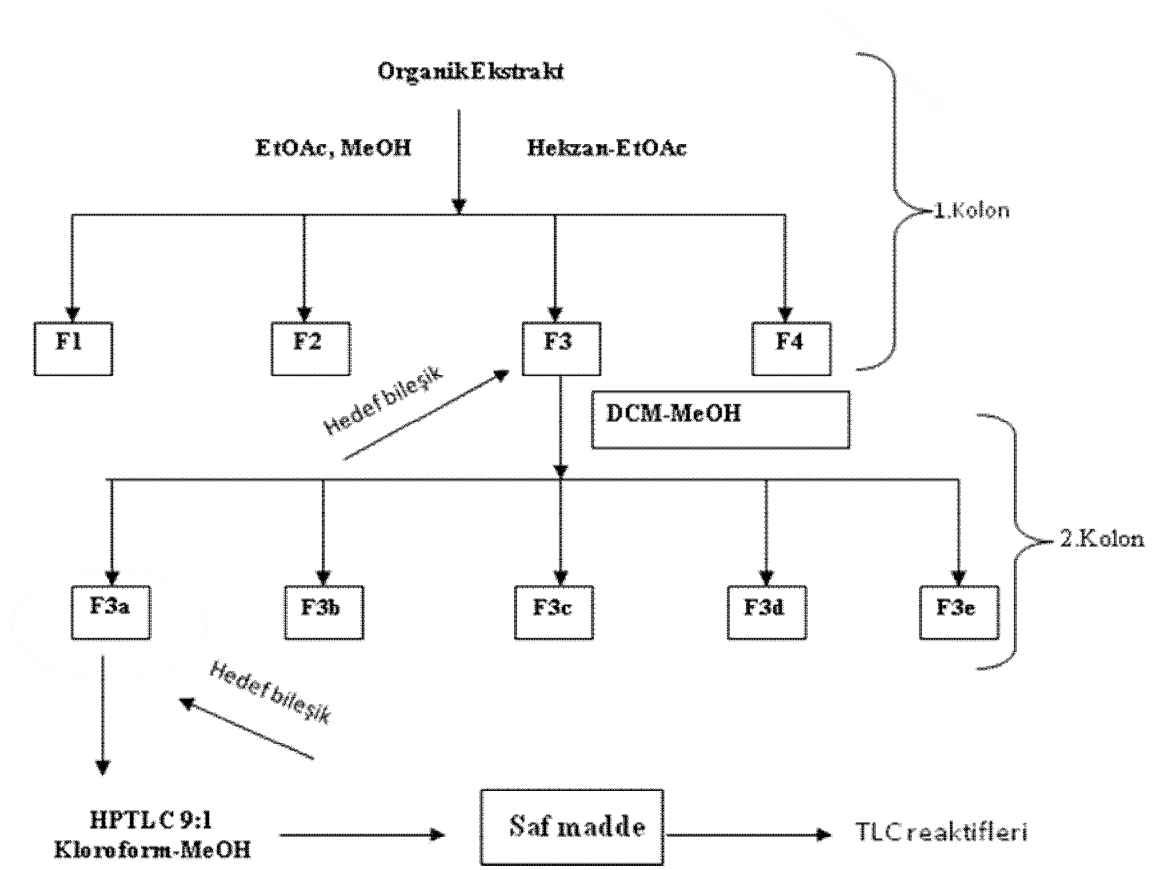 OrganikEkstrakt
EtOAc, MeOH
Hekzan-EtOAc
1.Kolon
F1
F2
F3
F4
Hedef bileşik
DCM-MeOH
2.Kolon
F3a
F3b
F3c
F3d
F3e
Hedef bileşik
HPTLC 9:1
Kloroform-MeOH
Saf madde
TLC reaktifleri